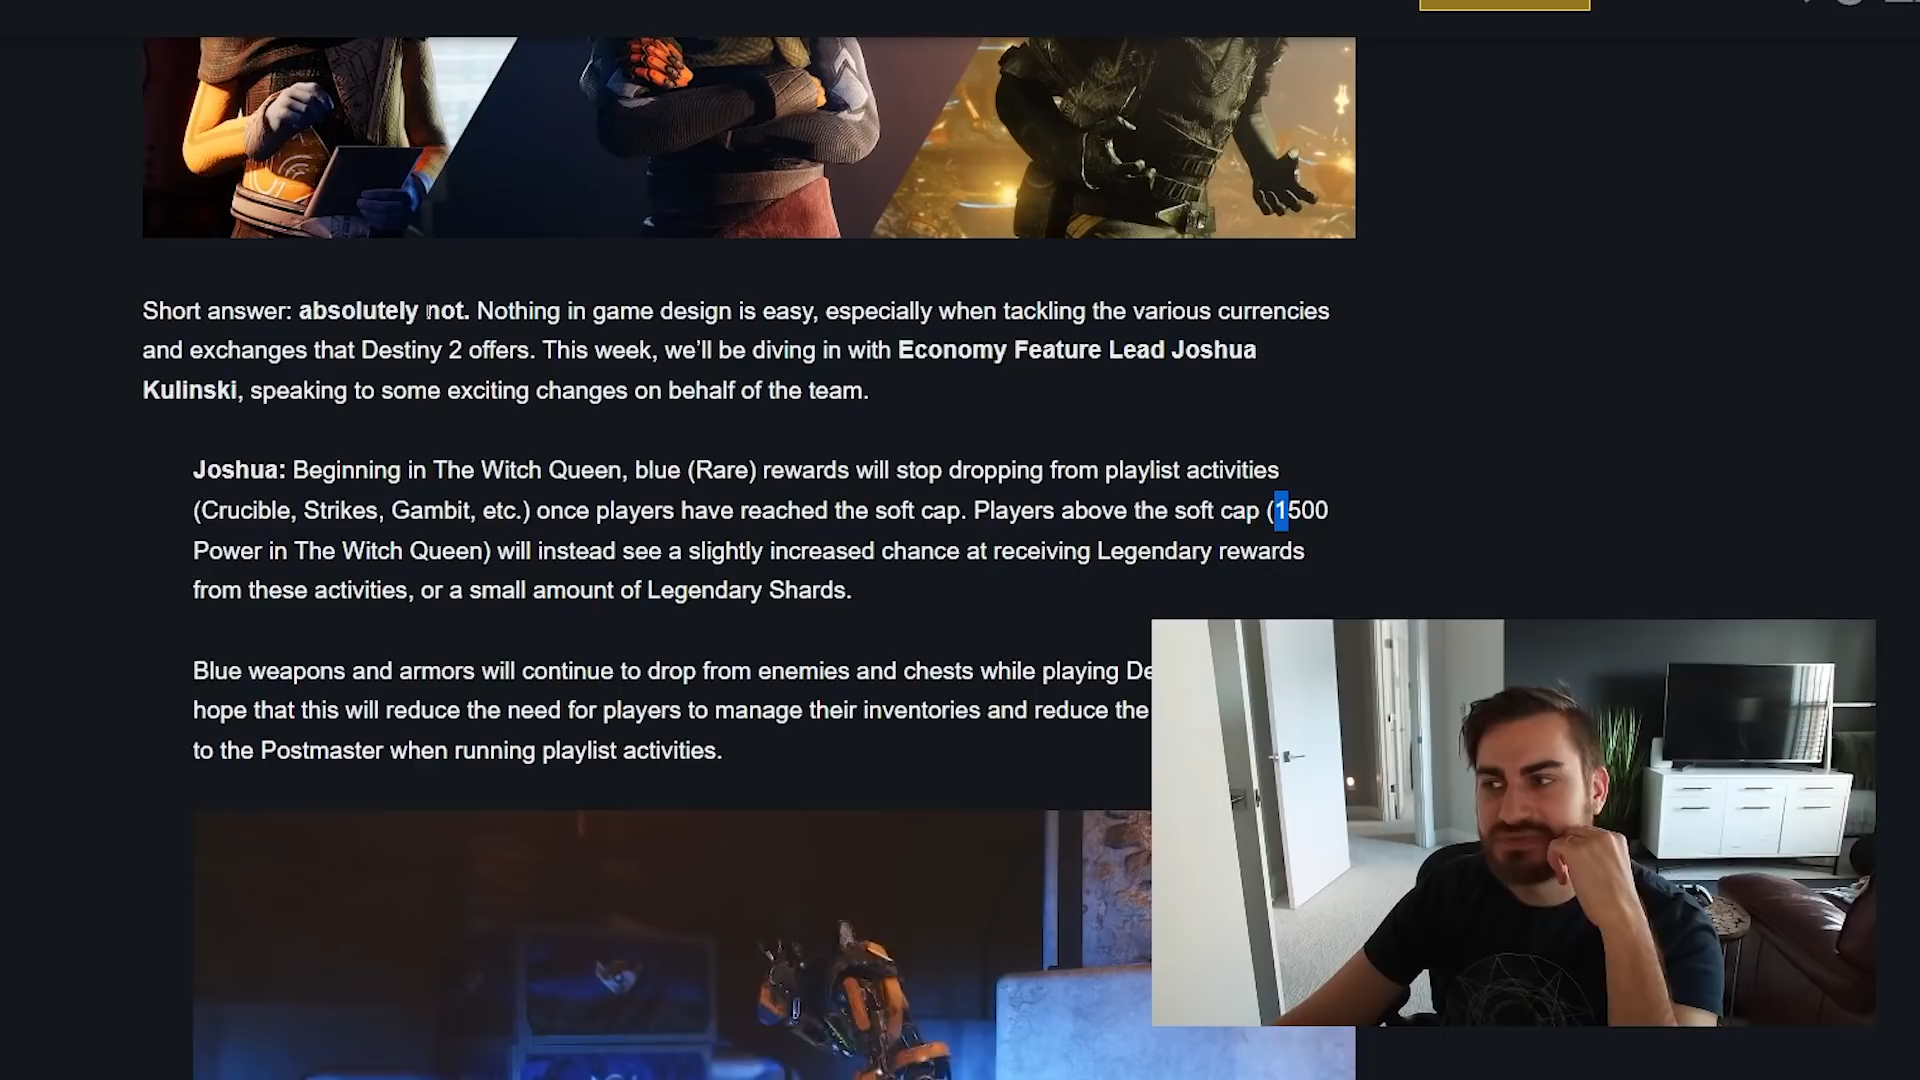 Short answer: absolutely not. Nothing in game design is easy, especially when tackling the various currencies
and exchanges that Destiny 2 offers. This week, we’ll be diving in with Economy Feature Lead Joshua
Kulinski, speaking to some exciting changes on behalf of the team.
Joshua: Beginning in The Witch Queen, blue (Rare) rewards will stop dropping from playlist activities
(Crucible, Strikes, Gambit, etc.) once players have reached the soft cap. Players above the soft cap (1500
Power in The Witch Queen) will instead see a slightly increased chance at receiving Legendary rewards
from these activities, or a small amount of Legendary Shards.
Blue weapons and armors will continue to drop from enemies and chests while playing De
hope that this will reduce the need for players to manage their inventories and reduce the
to the Postmaster when running playlist activities.